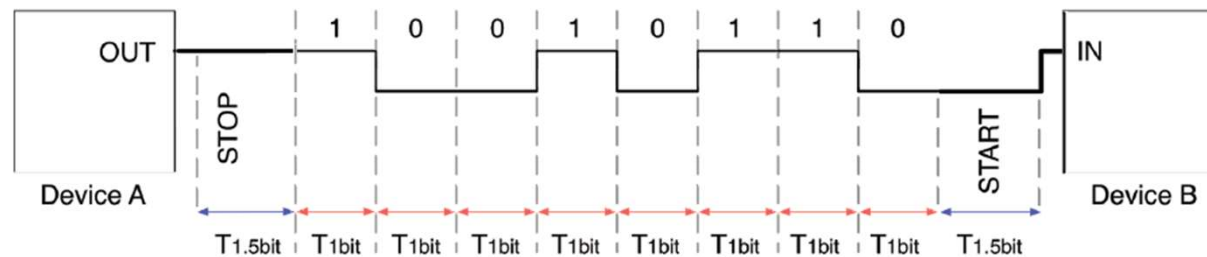 1 0 0 1 0 1 1 0
OUT
IN
STOP
START
Device A
Device B
T1.5bit T1bit T1bit T1bit T1bit T1bit T1bit T1bit T1bit T1.5bit